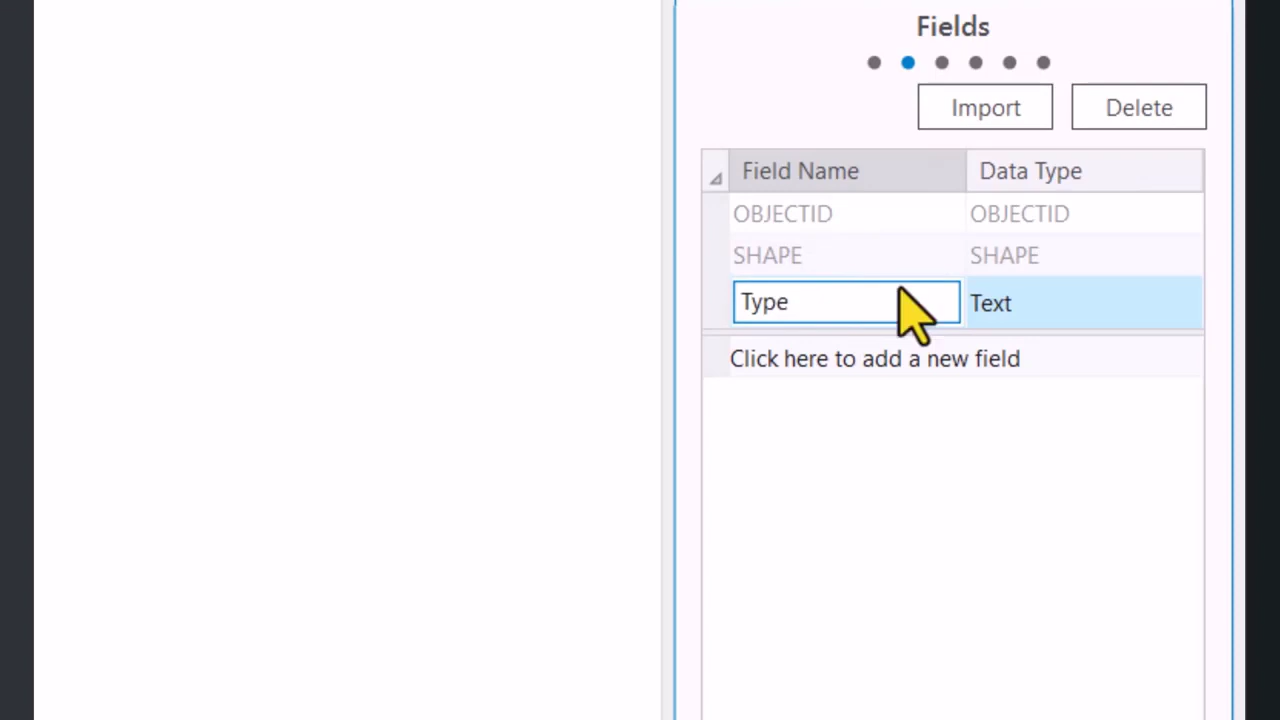 Fields
Import Delete
Field Name Data Type
OBJECTID OBJECTID
SHAPE SHAPE
Type Text
Click here to add a new field